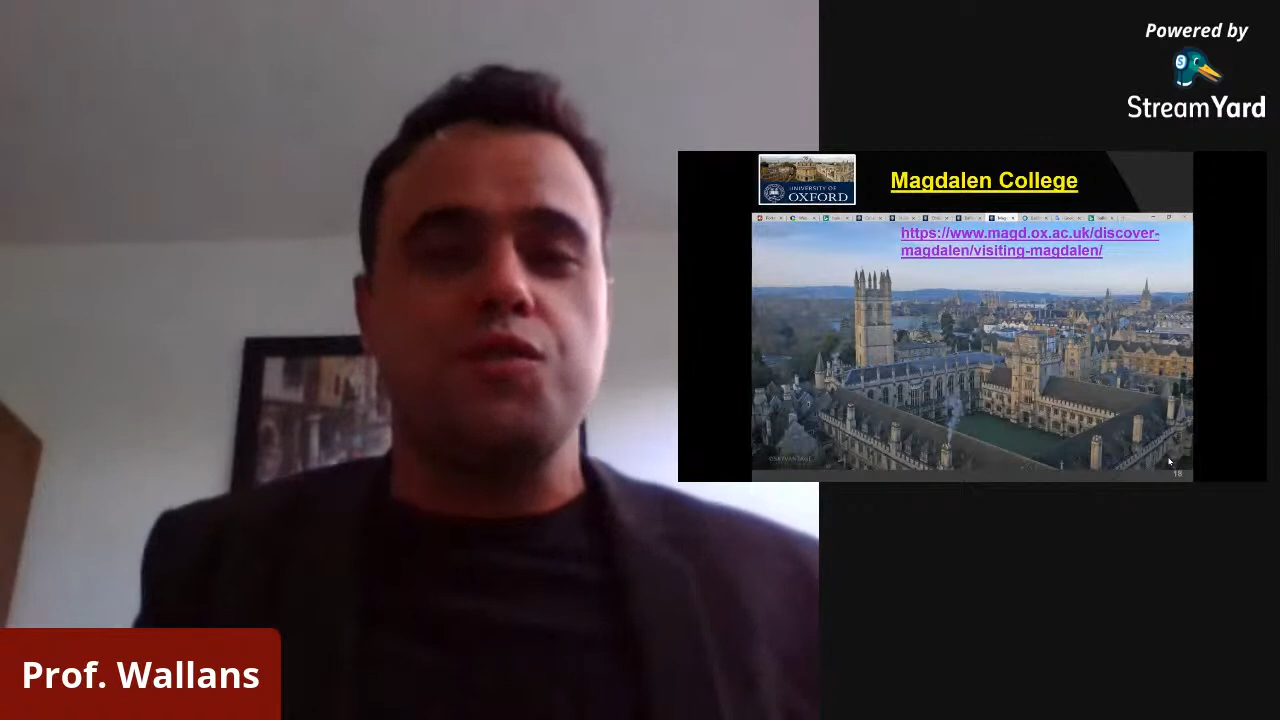 Powered by
StreamYard
UNIVERSITY OF
OXFORD
Magdalen College
https://www.magd.ox.ac.uk/discover-
magdalen/visiting-magdalen/
18
Prof. Wallans